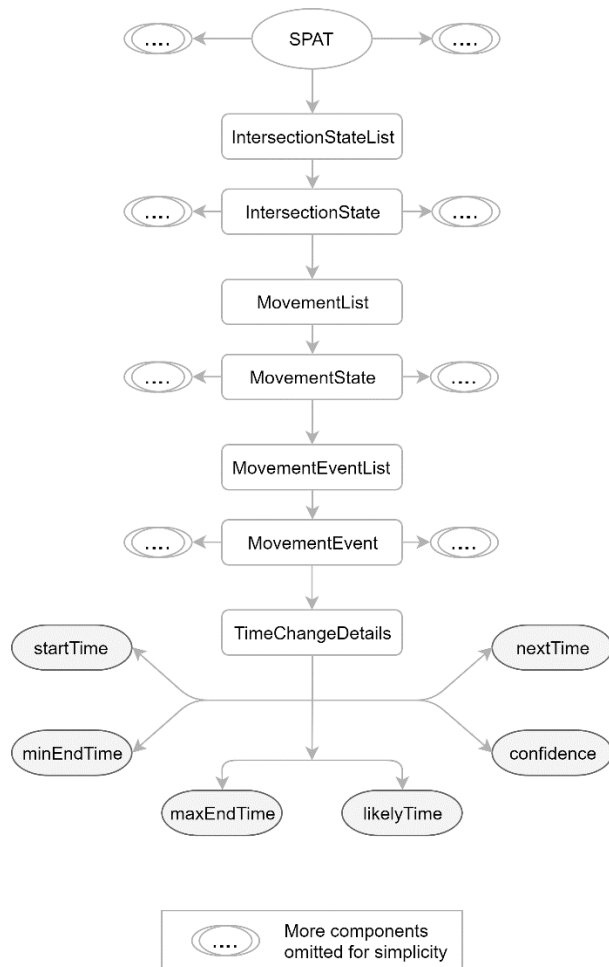 .... SPAT ....
IntersectionStateList
.... IntersectionState ....
MovementList
.... MovementState ....
MovementEventList
.... MovementEvent ....
TimeChangeDetails
startTime
nextTime
minEndTime
confidence
maxEndTime
likelyTime
.... More components
omitted for simplicity